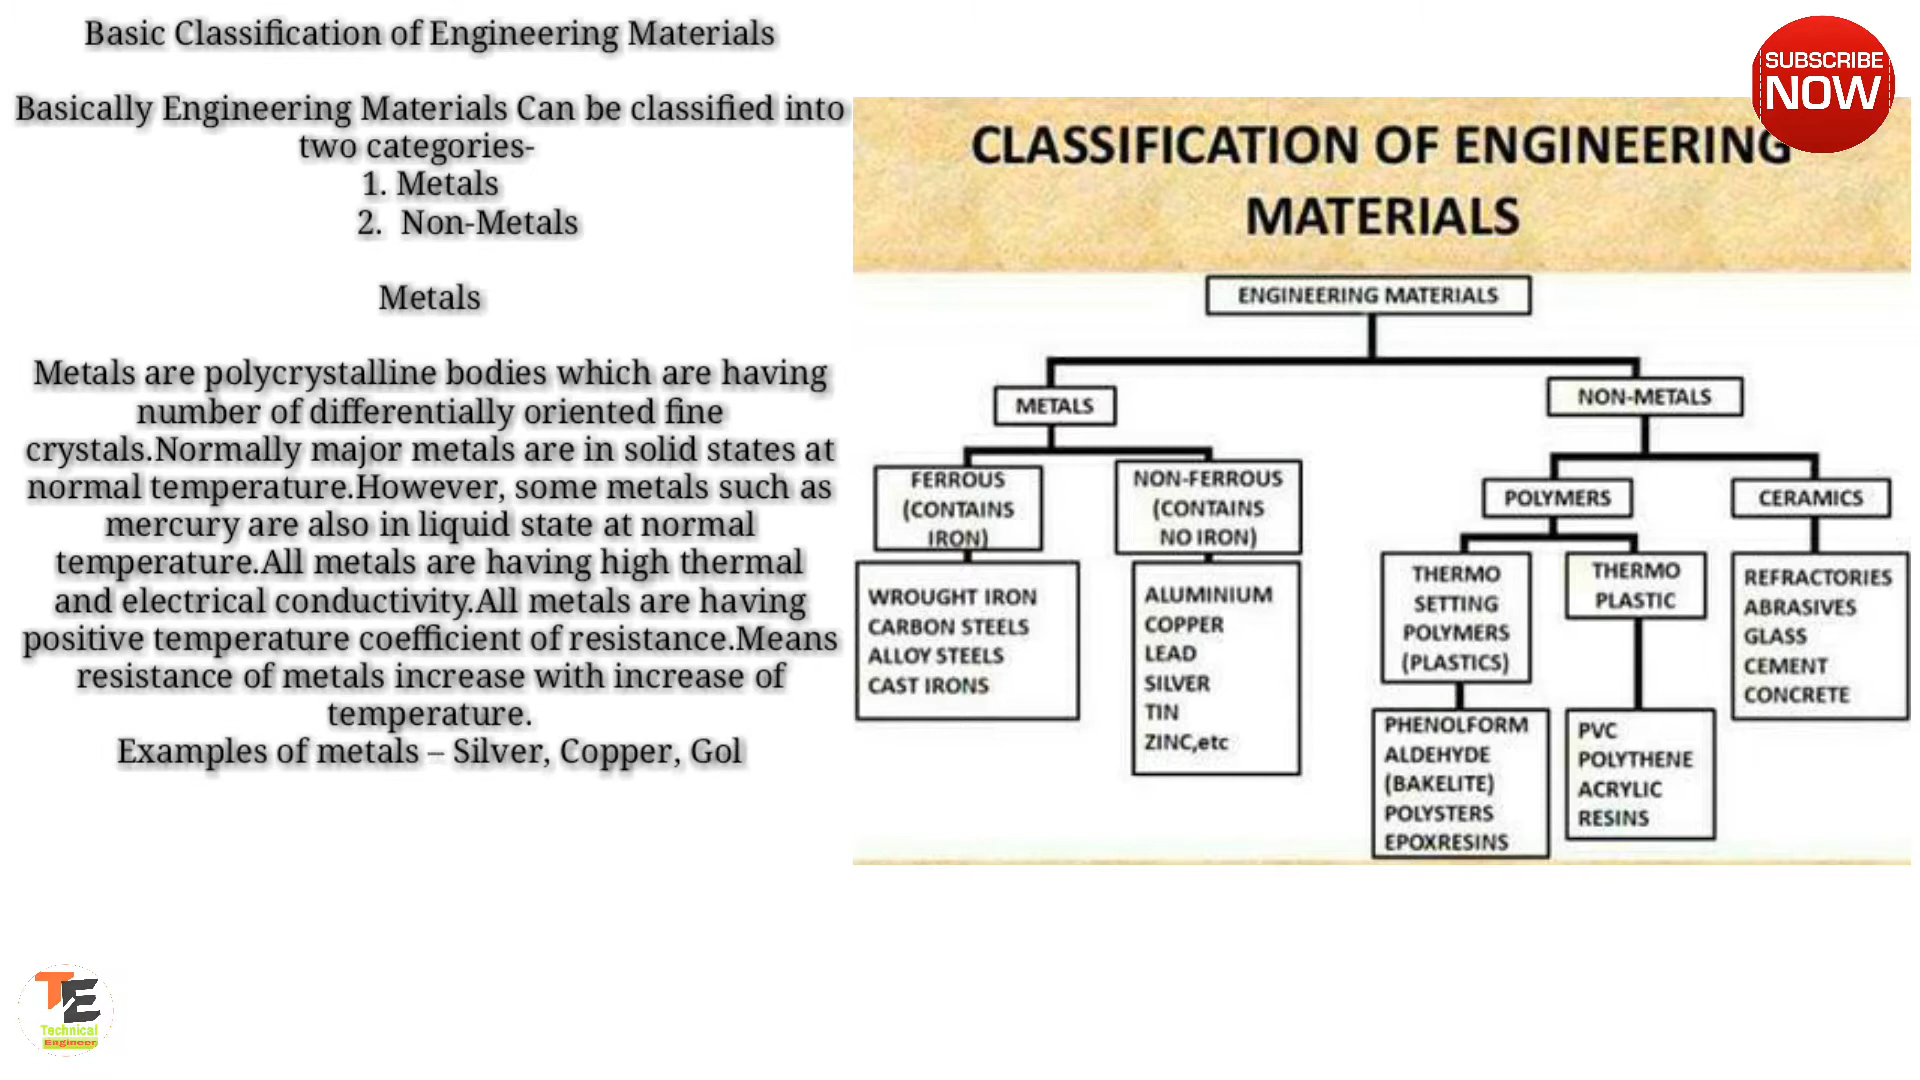 Basic Classification of Engineering Materials
Basically Engineering Materials Can be classified into
two categories-
1. Metals
2. Non-Metals
Metals
Metals are polycrystalline bodies which are having
number of differentially oriented fine
crystals.Normally major metals are in solid states at
normal temperature.However, some metals such as
mercury are also in liquid state at normal
temperature.All metals are having high thermal
and electrical conductivity.All metals are having
positive temperature coefficient of resistance.Means
resistance of metals increase with increase of
temperature.
Examples of metals – Silver, Copper, Gol
SUBSCRIBE
NOW
CLASSIFICATION OF ENGINEERING
MATERIALS
ENGINEERING MATERIALS
METALS
NON-METALS
FERROUS
(CONTAINS
IRON)
NON-FERROUS
(CONTAINS
NO IRON)
POLYMERS
CERAMICS
WROUGHT IRON
CARBON STEELS
ALLOY STEELS
CAST IRONS
ALUMINIUM
COPPER
LEAD
SILVER
TIN
ZINC,etc
THERMO
SETTING
POLYMERS
(PLASTICS)
THERMO
PLASTIC
REFRACTORIES
ABRASIVES
GLASS
CEMENT
CONCRETE
PHENOLFORM
ALDEHYDE
(BAKELITE)
POLYSTERS
EPOXRESINS
PVC
POLYTHENE
ACRYLIC
RESINS
TE
Technical
Engineer